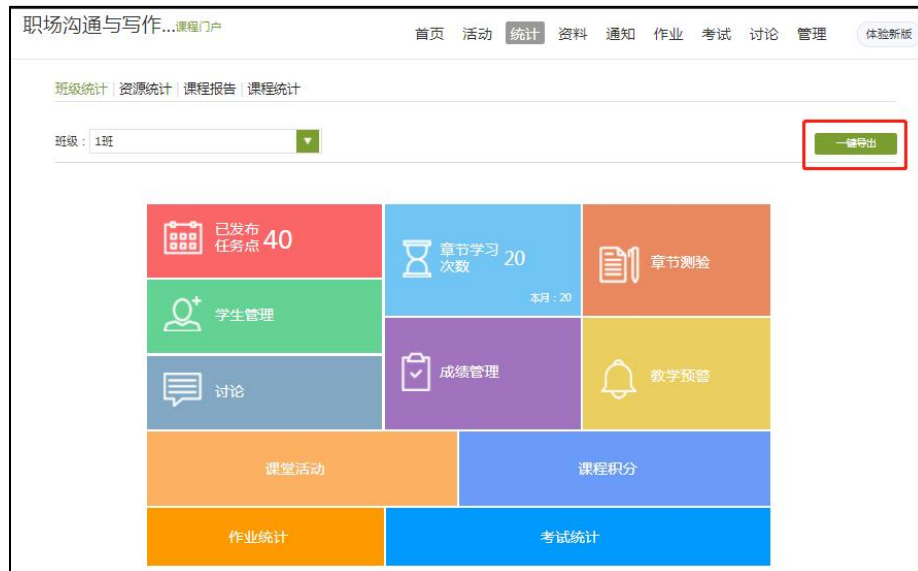 职场沟通与写作...课程门户
首页 活动 统计 资料 通知 作业 考试 讨论 管理 体验新版
班级统计 资源统计 课程报告 课程统计
班级：1班
一键导出
已发布
任务点 40
章节学习
次数 20
本月：20
章节测验
学生管理
讨论
成绩管理
教学预警
课堂活动
课程积分
作业统计
考试统计